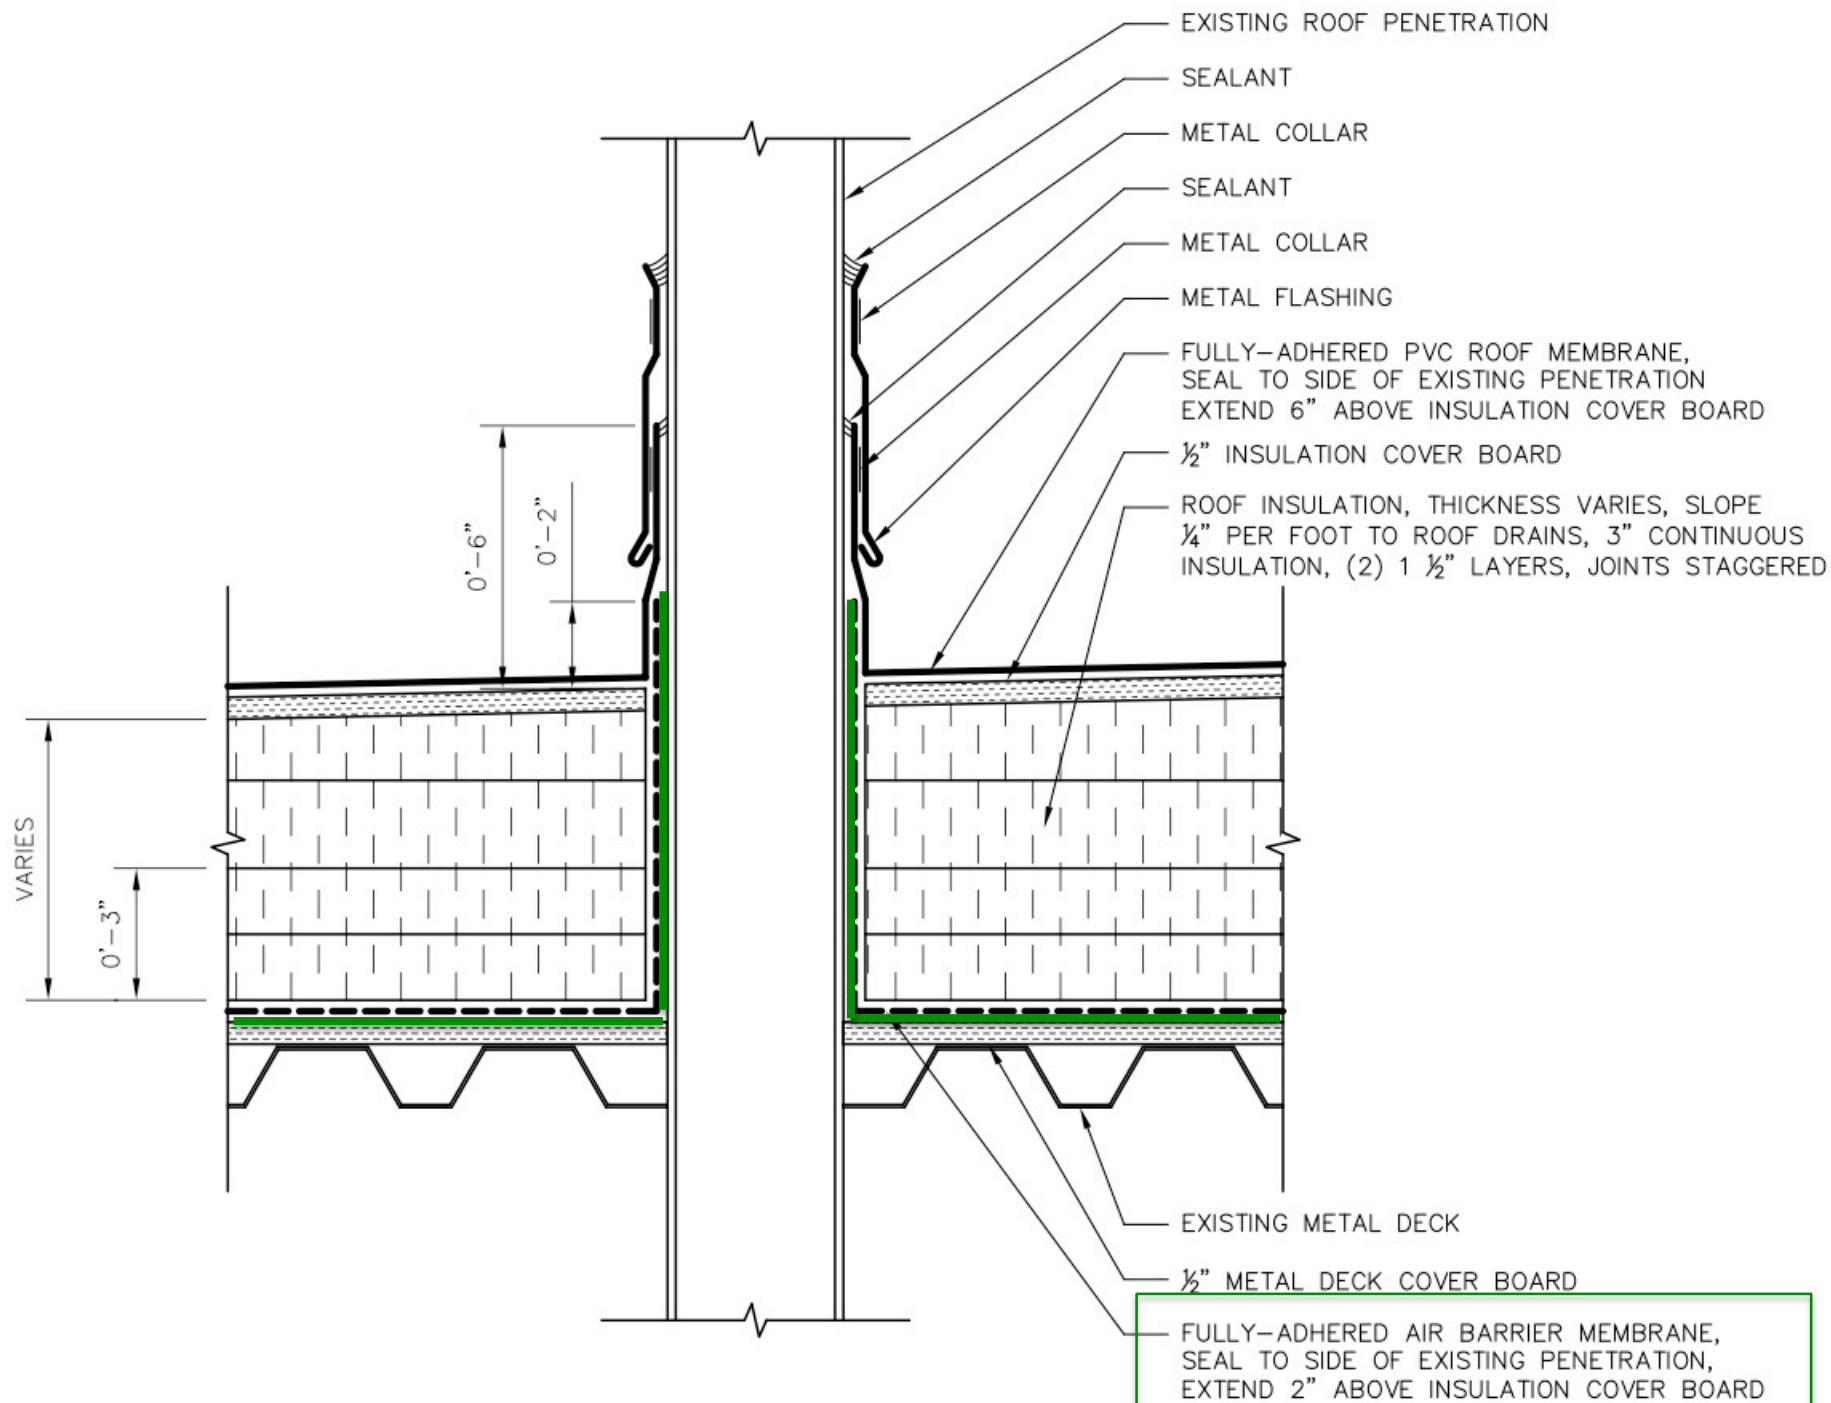 EXISTING ROOF PENETRATION
SEALANT
METAL COLLAR
SEALANT
METAL COLLAR
METAL FLASHING
FULLY-ADHERED PVC ROOF MEMBRANE,
SEAL TO SIDE OF EXISTING PENETRATION
EXTEND 6" ABOVE INSULATION COVER BOARD
½" INSULATION COVER BOARD
ROOF INSULATION, THICKNESS VARIES, SLOPE
¼" PER FOOT TO ROOF DRAINS, 3" CONTINUOUS
INSULATION, (2) 1 ½" LAYERS, JOINTS STAGGERED
0'-6"
0'-2"
VARIES
0'-3"
EXISTING METAL DECK
½" METAL DECK COVER BOARD
FULLY-ADHERED AIR BARRIER MEMBRANE,
SEAL TO SIDE OF EXISTING PENETRATION,
EXTEND 2" ABOVE INSULATION COVER BOARD